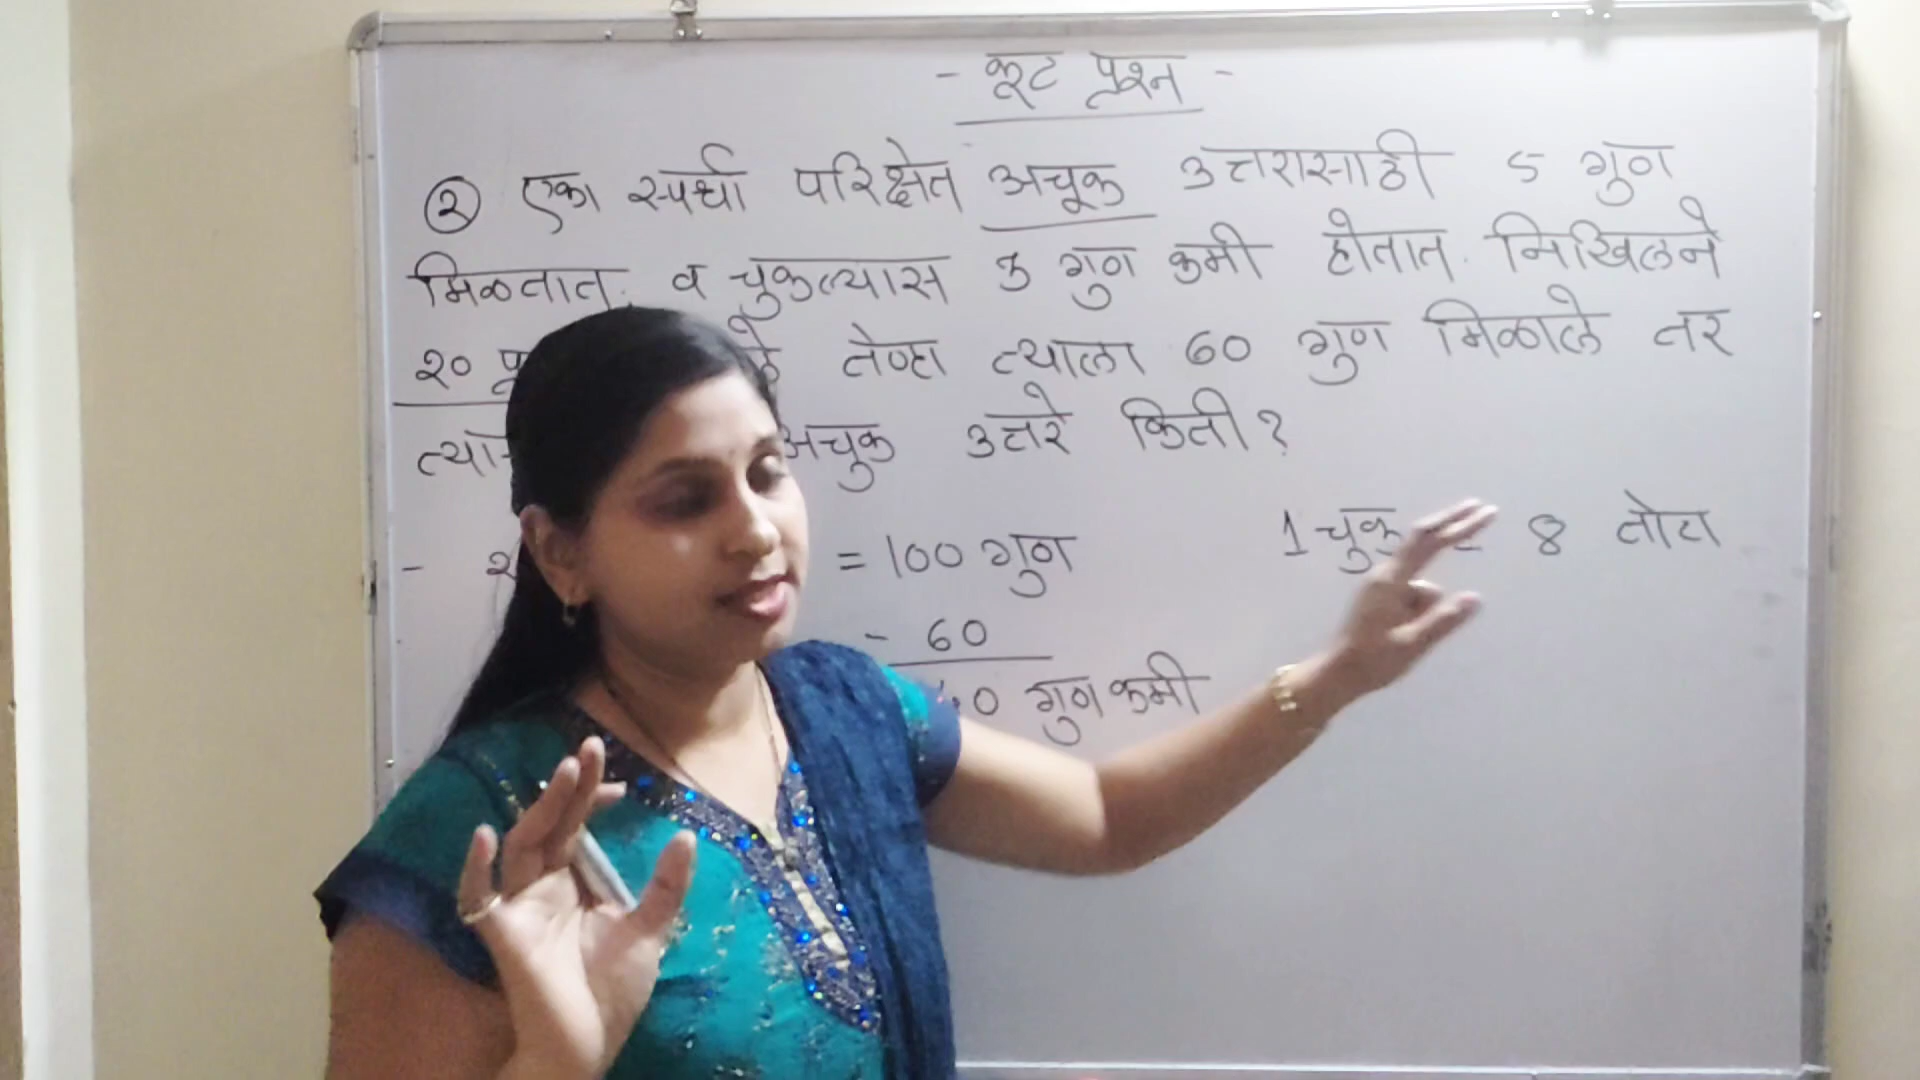 - कूट प्रश्न -
② एका स्पर्धा परिक्षेत अचूक उत्तरासाठी 5 गुण
मिळतात. व चुकल्यास 3 गुण कमी होतात. निखिलने
२० तेव्हा त्याला 60 गुण मिळाले तर
अचुक उत्तरे किती?
- = 100 गुण
1 चुक = 8 तोटा
- 60
40 गुण कमी